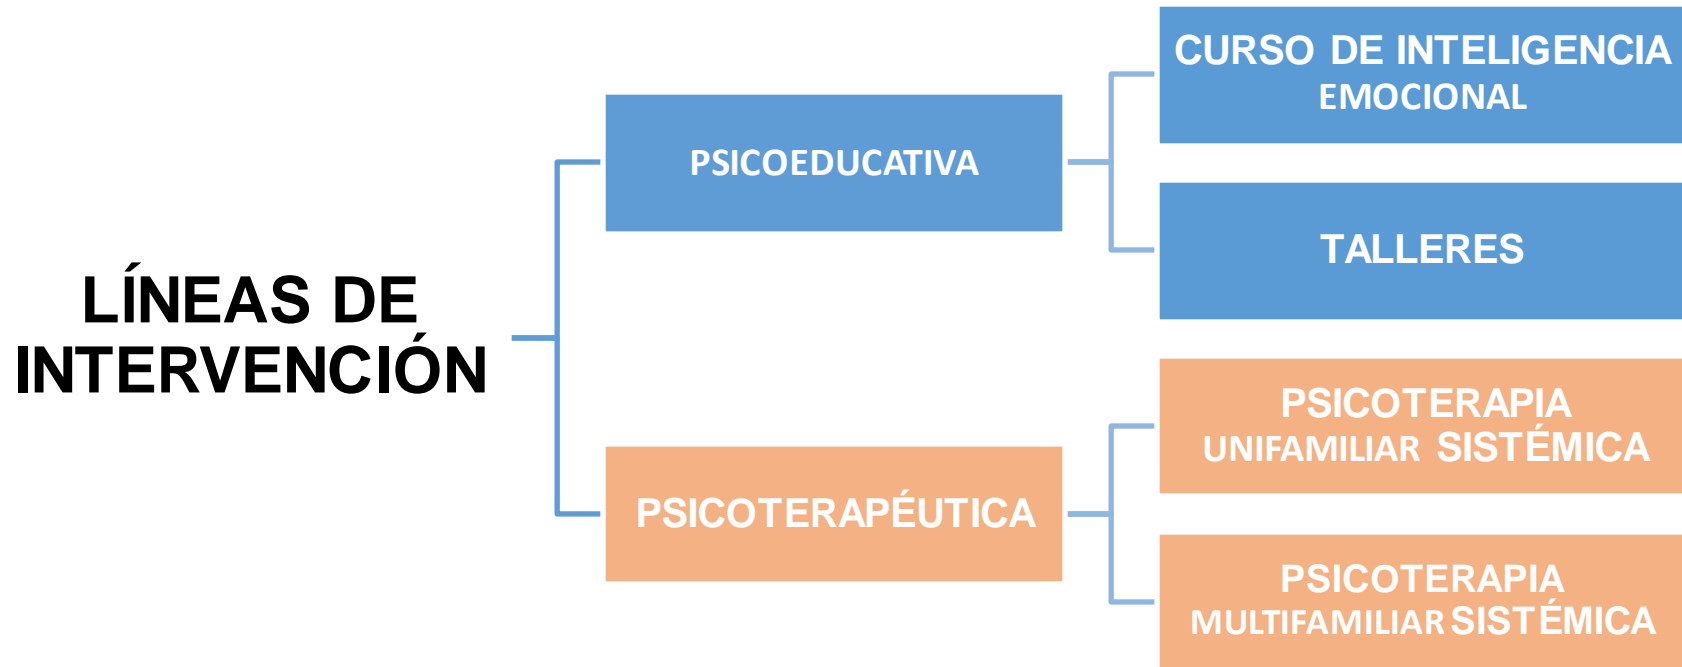 LÍNEAS DE
INTERVENCIÓN
PSICOEDUCATIVA
CURSO DE INTELIGENCIA
EMOCIONAL
TALLERES
PSICOTERAPÉUTICA
PSICOTERAPIA
UNIFAMILIAR SISTÉMICA
PSICOTERAPIA
MULTIFAMILIAR SISTÉMICA